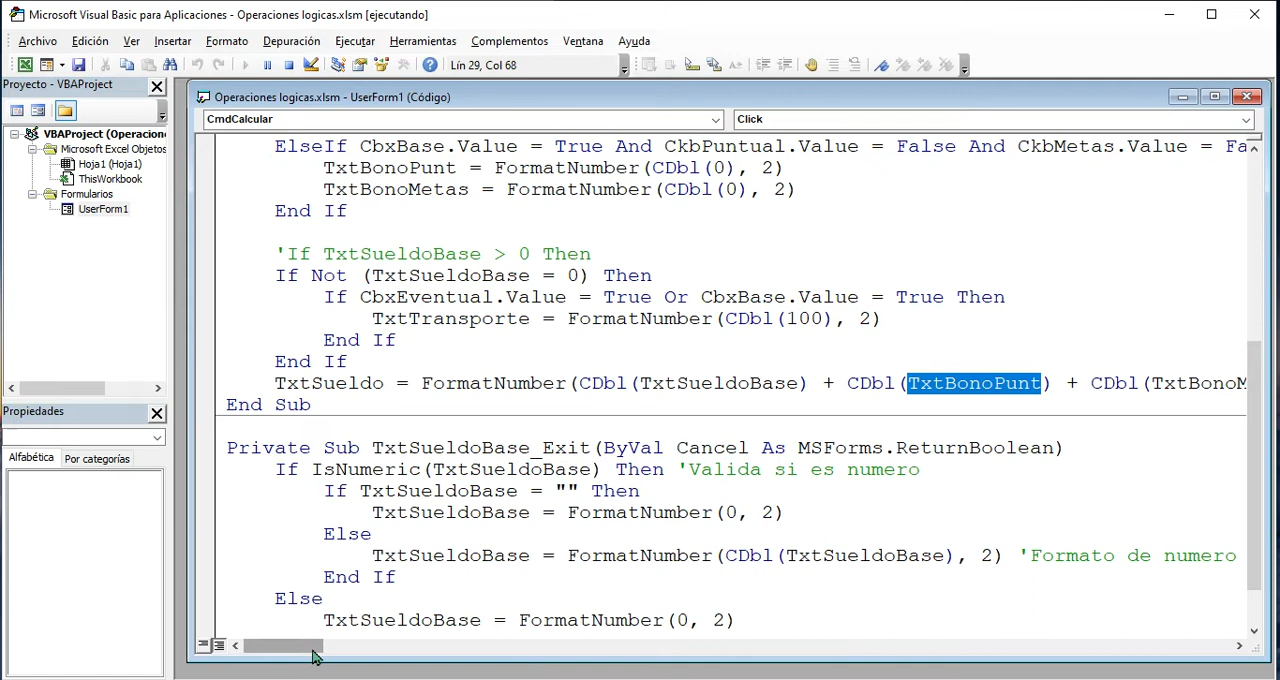 Microsoft Visual Basic para Aplicaciones - Operaciones logicas.xlsm [ejecutando]
Archivo Edición Ver Insertar Formato Depuración Ejecutar Herramientas Complementos Ventana Ayuda
Lín 29, Col 68
Proyecto - VBAProject
VBAProject (Operacion
Microsoft Excel Objetos
Hoja1 (Hoja1)
ThisWorkbook
Formularios
UserForm1
Propiedades
Alfabética Por categorías
Operaciones logicas.xlsm - UserForm1 (Código)
CmdCalcular Click
ElseIf CbxBase.Value = True And CkbPuntual.Value = False And CkbMetas.Value = Fa
TxtBonoPunt = FormatNumber(CDbl(0), 2)
TxtBonoMetas = FormatNumber(CDbl(0), 2)
End If
'If TxtSueldoBase > 0 Then
If Not (TxtSueldoBase = 0) Then
If CbxEventual.Value = True Or CbxBase.Value = True Then
TxtTransporte = FormatNumber(CDbl(100), 2)
End If
End If
TxtSueldo = FormatNumber(CDbl(TxtSueldoBase) + CDbl(TxtBonoPunt) + CDbl(TxtBonoM
End Sub
Private Sub TxtSueldoBase_Exit(ByVal Cancel As MSForms.ReturnBoolean)
If IsNumeric(TxtSueldoBase) Then 'Valida si es numero
If TxtSueldoBase = "" Then
TxtSueldoBase = FormatNumber(0, 2)
Else
TxtSueldoBase = FormatNumber(CDbl(TxtSueldoBase), 2) 'Formato de numero
End If
Else
TxtSueldoBase = FormatNumber(0, 2)